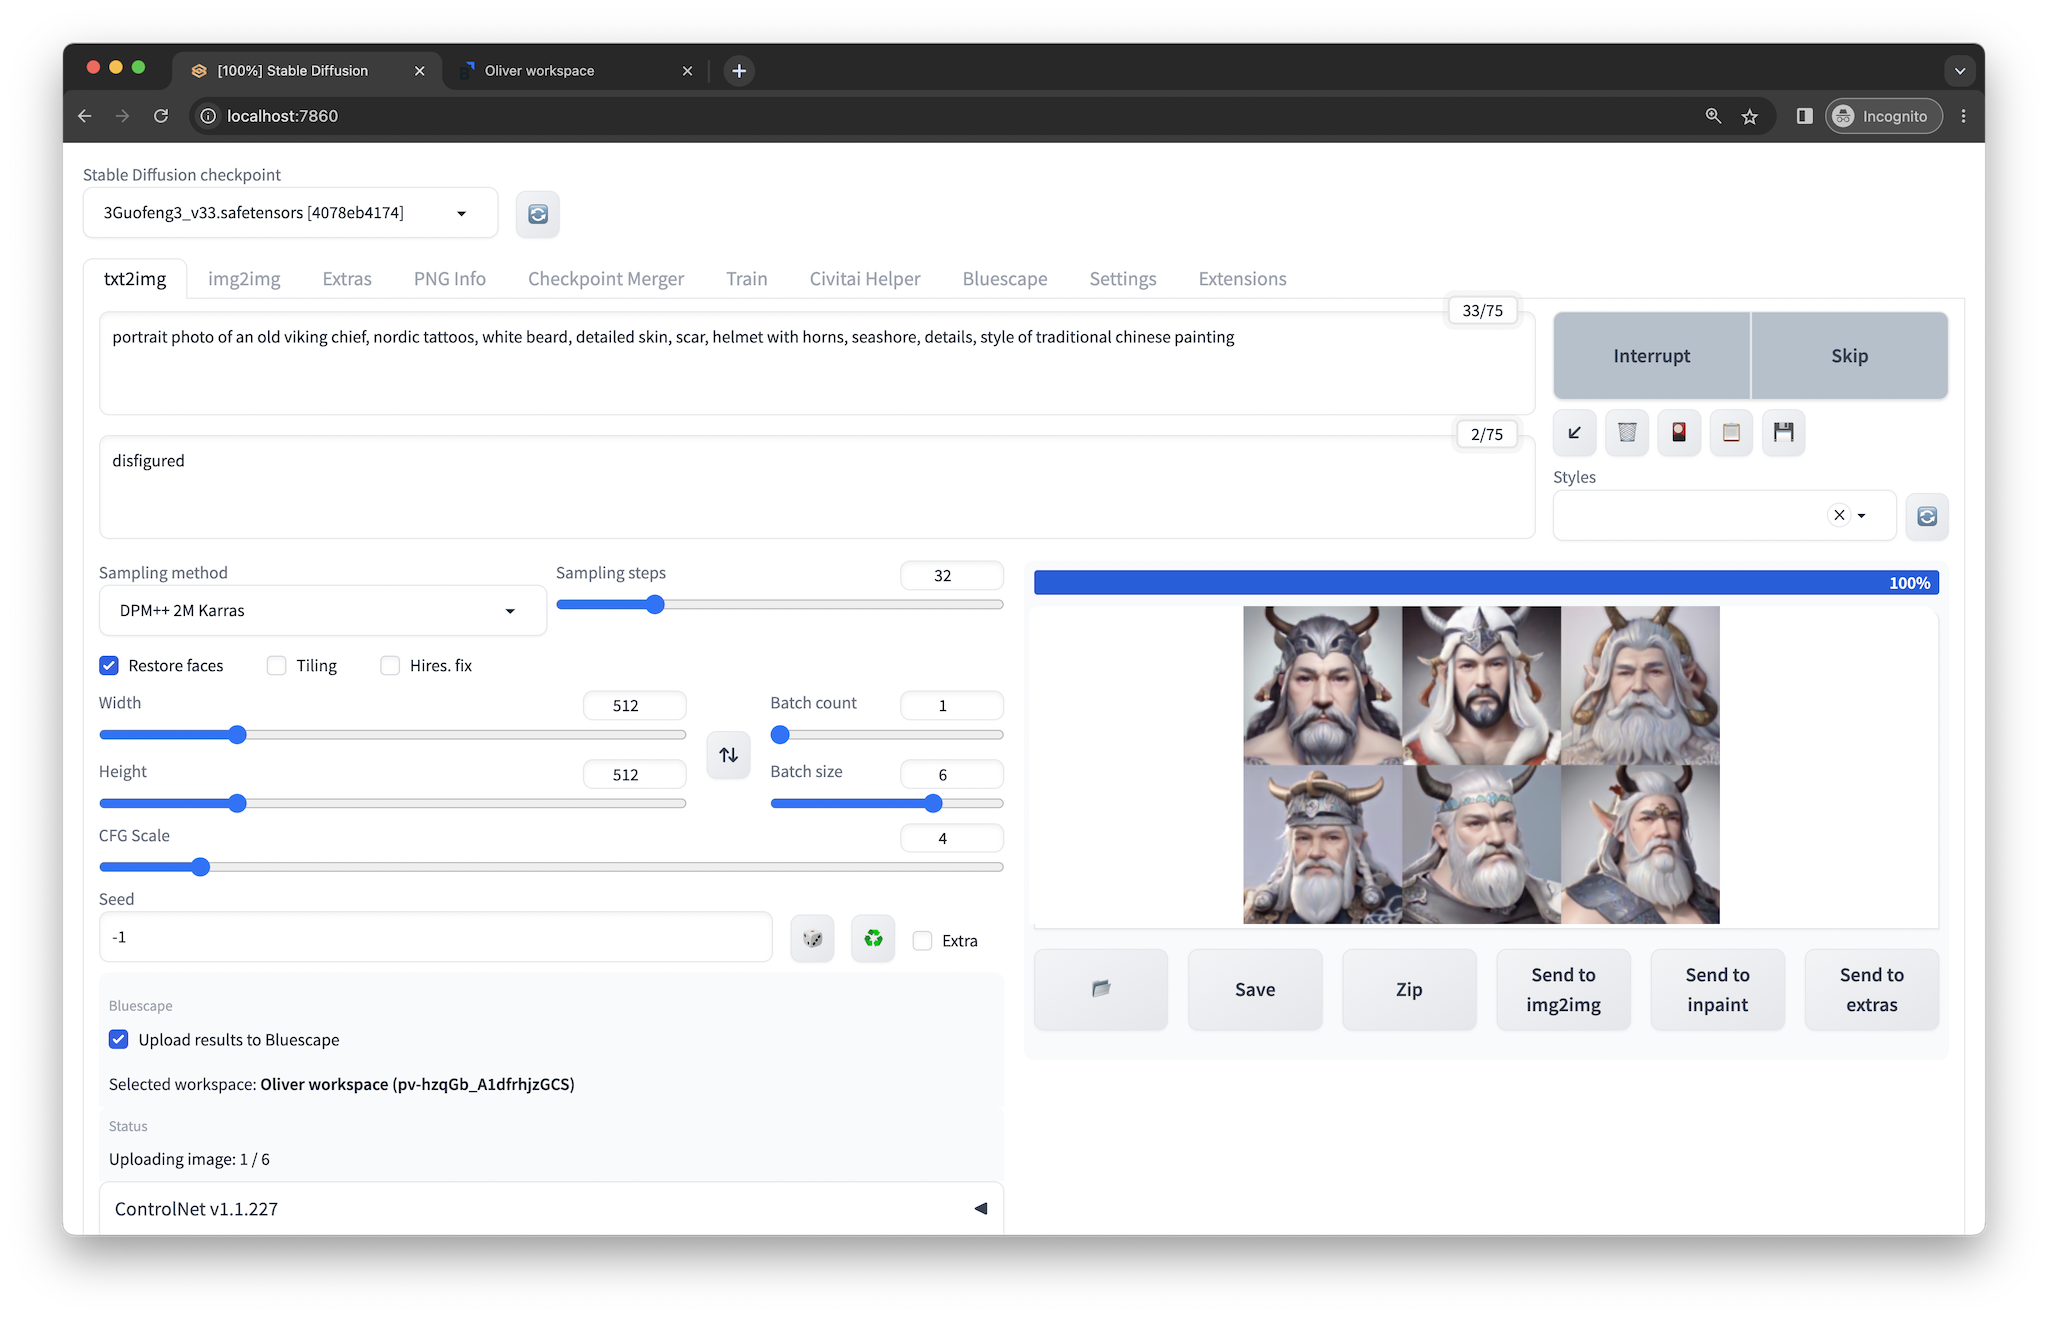 [100%] Stable Diffusion
Oliver workspace
localhost:7860
Incognito
Stable Diffusion checkpoint
3Guofeng3_v33.safetensors [4078eb4174]
txt2img img2img Extras PNG Info Checkpoint Merger Train Civitai Helper Bluescape Settings Extensions
33/75
portrait photo of an old viking chief, nordic tattoos, white beard, detailed skin, scar, helmet with horns, seashore, details, style of traditional chinese painting
Interrupt
Skip
2/75
disfigured
Styles
Sampling method
DPM++ 2M Karras
Sampling steps
32
100%
Restore faces
Tiling
Hires. fix
Width
512
Batch count
1
Height
512
Batch size
6
CFG Scale
4
Seed
-1
Extra
Save
Zip
Send to
img2img
Send to
inpaint
Send to
extras
Bluescape
Upload results to Bluescape
Selected workspace: Oliver workspace (pv-hzqGb_A1dfrhjzGCS)
Status
Uploading image: 1 / 6
ControlNet v1.1.227